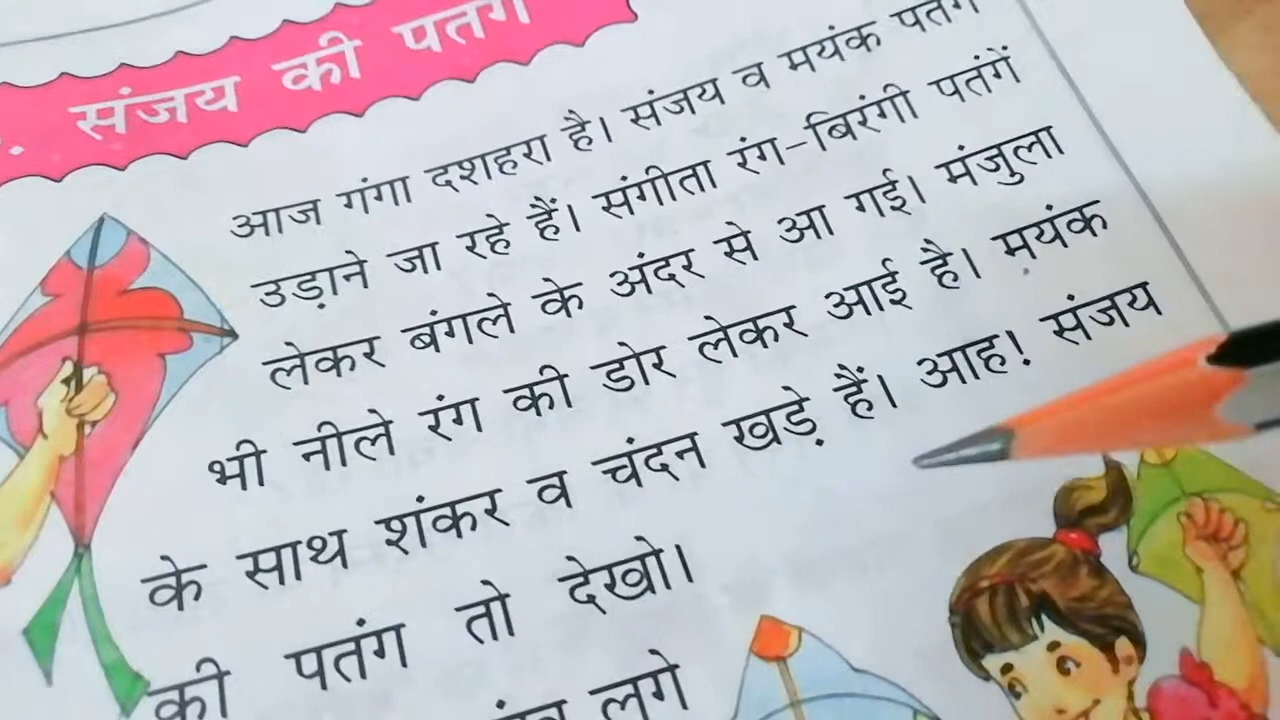 संजय की पतंग
आज गंगा दशहरा है। संजय व मयंक पतंग
उड़ाने जा रहे हैं। संगीता रंग-बिरंगी पतंगें
लेकर बंगले के अंदर से आ गई। मंजुला
भी नीले रंग की डोर लेकर आई है। मयंक
के साथ शंकर व चंदन खड़े हैं। आह! संजय
की पतंग तो देखो।
लगे